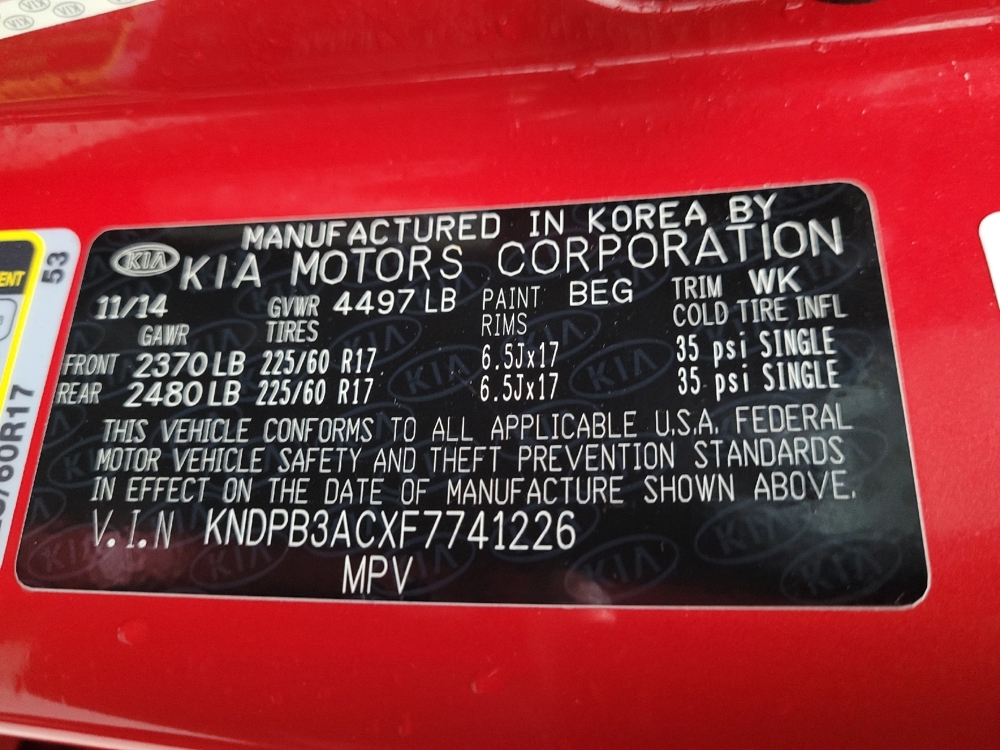 MANUFACTURED IN KOREA BY
KIA KIA MOTORS CORPORATION
11/14 GVWR 4497 LB PAINT BEG TRIM WK
GAWR TIRES RIMS COLD TIRE INFL
FRONT 2370 LB 225/60 R17 6.5Jx17 35 psi SINGLE
REAR 2480 LB 225/60 R17 6.5Jx17 35 psi SINGLE
THIS VEHICLE CONFORMS TO ALL APPLICABLE U.S.A. FEDERAL
MOTOR VEHICLE SAFETY AND THEFT PREVENTION STANDARDS
IN EFFECT ON THE DATE OF MANUFACTURE SHOWN ABOVE.
V.I.N KNDPB3ACXF7741226
MPV
53